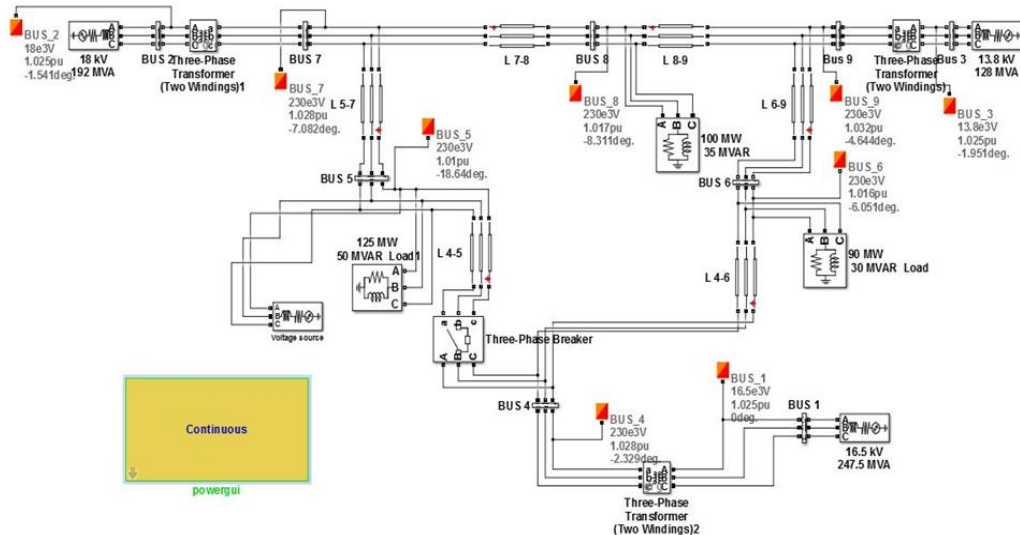 BUS_2
18e3V
1.025pu
-1.541deg.
A
B
C
18 kV
192 MVA
BUS 2
Three-Phase
Transformer
(Two Windings)1
BUS 7
BUS_7
230e3V
1.028pu
-7.082deg.
L 7-8
BUS 8
BUS_8
230e3V
1.017pu
-8.311deg.
L 8-9
Bus 9
BUS_9
230e3V
1.032pu
-4.644deg.
Three-Phase
Transformer
(Two Windings)
Bus 3
BUS_3
13.8e3V
1.025pu
-1.951deg.
A
B
C
13.8 kV
128 MVA
L 5-7
BUS_5
230e3V
1.01pu
-18.64deg.
BUS 5
A B C
100 MW
35 MVAR
L 6-9
BUS 6
BUS_6
230e3V
1.016pu
-6.051deg.
A B C
90 MW
30 MVAR Load
L 4-6
125 MW
50 MVAR Load1
A
B
C
L 4-5
A
B
C
Voltage source
a b c
A B C
Three-Phase Breaker
Continuous
powergui
BUS 4
BUS_4
230e3V
1.028pu
-2.329deg.
BUS_1
16.5e3V
1.025pu
0deg.
BUS 1
A
B
C
16.5 kV
247.5 MVA
Three-Phase
Transformer
(Two Windings)2